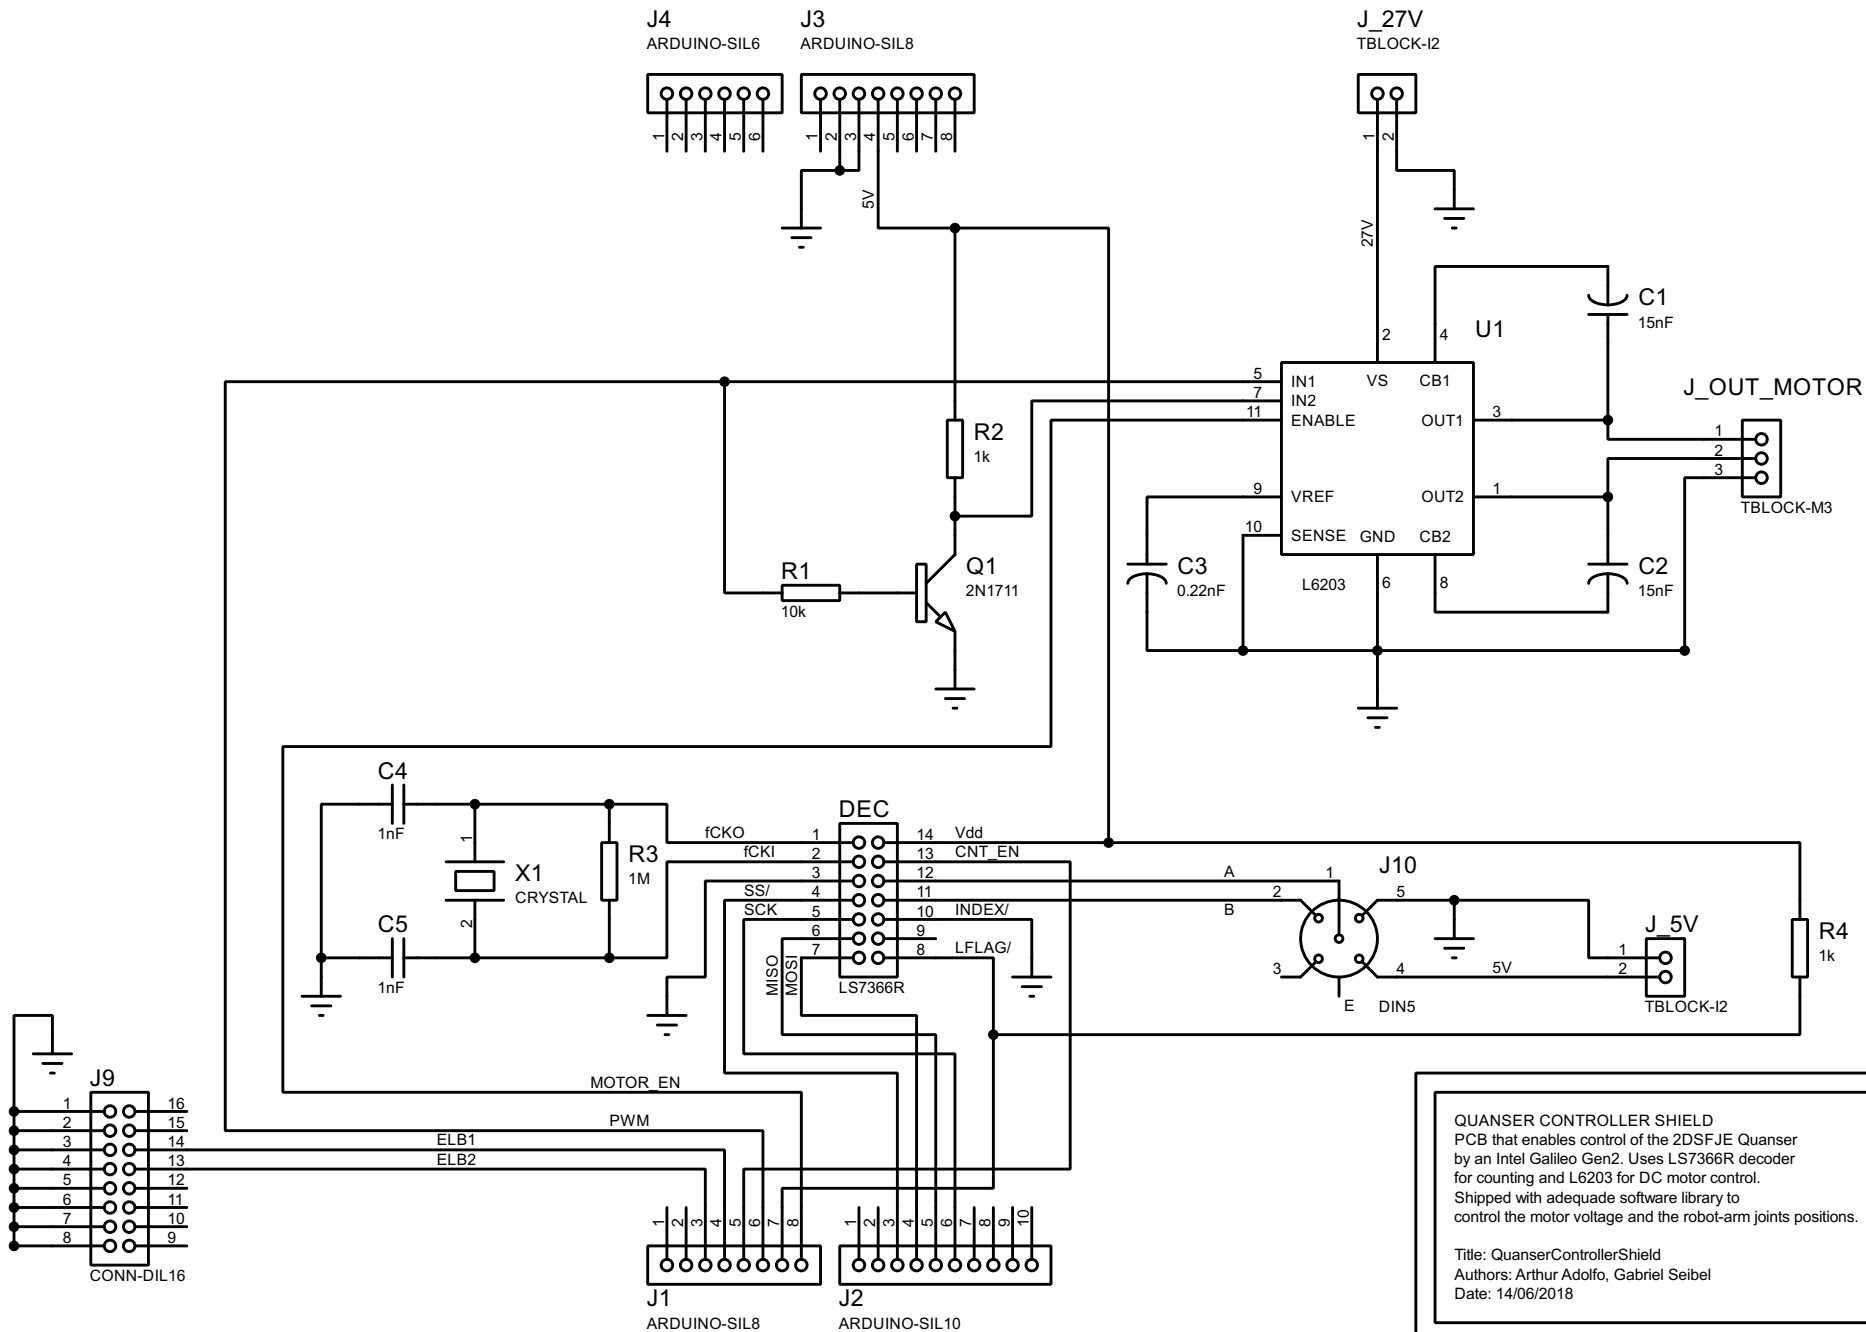 J4
ARDUINO-SIL6
1
2
3
4
5
6
J3
ARDUINO-SIL8
1
2
3
4
5
6
7
8
5V
J_27V
TBLOCK-I2
1
2
27V
C1
15nF
U1
2
4
5
7
11
9
10
IN1
IN2
ENABLE
VREF
SENSE
VS
CB1
OUT1
OUT2
GND
CB2
3
1
6
8
L6203
J_OUT_MOTOR
1
2
3
TBLOCK-M3
C2
15nF
C3
0.22nF
R2
1k
Q1
2N1711
R1
10k
C4
1nF
X1
CRYSTAL
1
2
R3
1M
C5
1nF
DEC
fCKO
fCKI
SS/
SCK
MISO
MOSI
1
2
3
4
5
6
7
14
13
12
11
10
9
8
Vdd
CNT_EN
INDEX/
LFLAG/
LS7366R
A
B
J10
1
2
3
4
5
E
DIN5
5V
J_5V
1
2
TBLOCK-I2
R4
1k
J9
1
2
3
4
5
6
7
8
16
15
14
13
12
11
10
9
CONN-DIL16
MOTOR_EN
PWM
ELB1
ELB2
1
2
3
4
5
6
7
8
J1
ARDUINO-SIL8
1
2
3
4
5
6
7
8
9
10
J2
ARDUINO-SIL10
QUANSER CONTROLLER SHIELD
PCB that enables control of the 2DSFJE Quanser
by an Intel Galileo Gen2. Uses LS7366R decoder
for counting and L6203 for DC motor control.
Shipped with adequade software library to
control the motor voltage and the robot-arm joints positions.
Title: QuanserControllerShield
Authors: Arthur Adolfo, Gabriel Seibel
Date: 14/06/2018